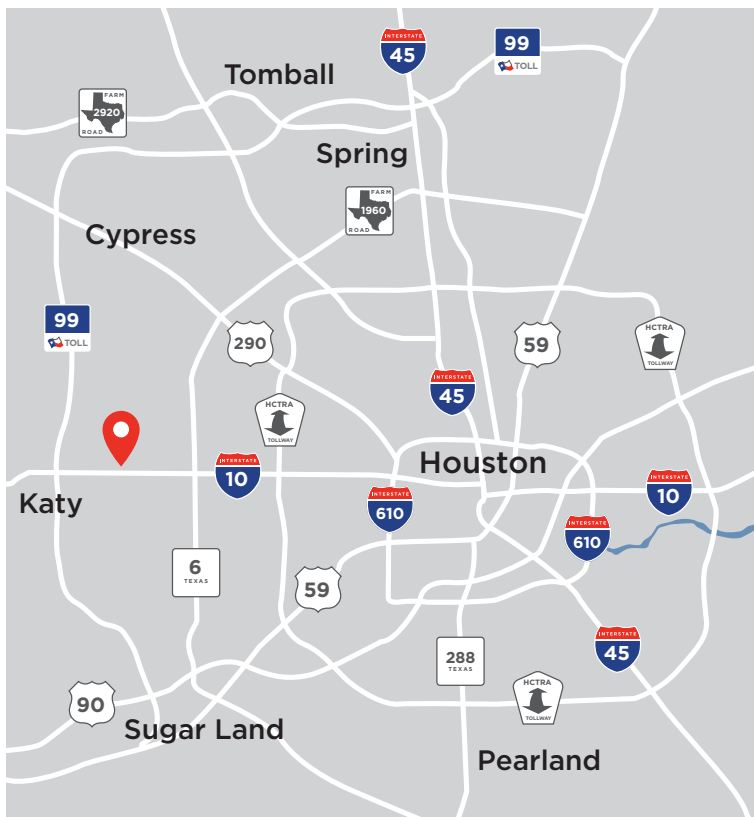 INTERSTATE
45
99
TOLL
Tomball
FARM
2920
ROAD
Spring
FARM
1960
ROAD
Cypress
99
TOLL
290
59
HCTRA
TOLLWAY
INTERSTATE
45
HCTRA
TOLLWAY
Houston
INTERSTATE
10
INTERSTATE
10
Katy
INTERSTATE
610
INTERSTATE
610
6
TEXAS
59
INTERSTATE
45
288
TEXAS
HCTRA
TOLLWAY
90
Sugar Land
Pearland